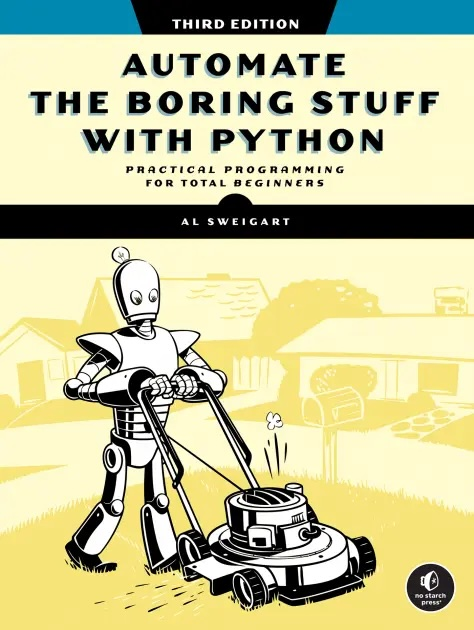 THIRD EDITION
AUTOMATE
THE BORING STUFF
WITH PYTHON
PRACTICAL PROGRAMMING
FOR TOTAL BEGINNERS
AL SWEIGART
no starch
press®